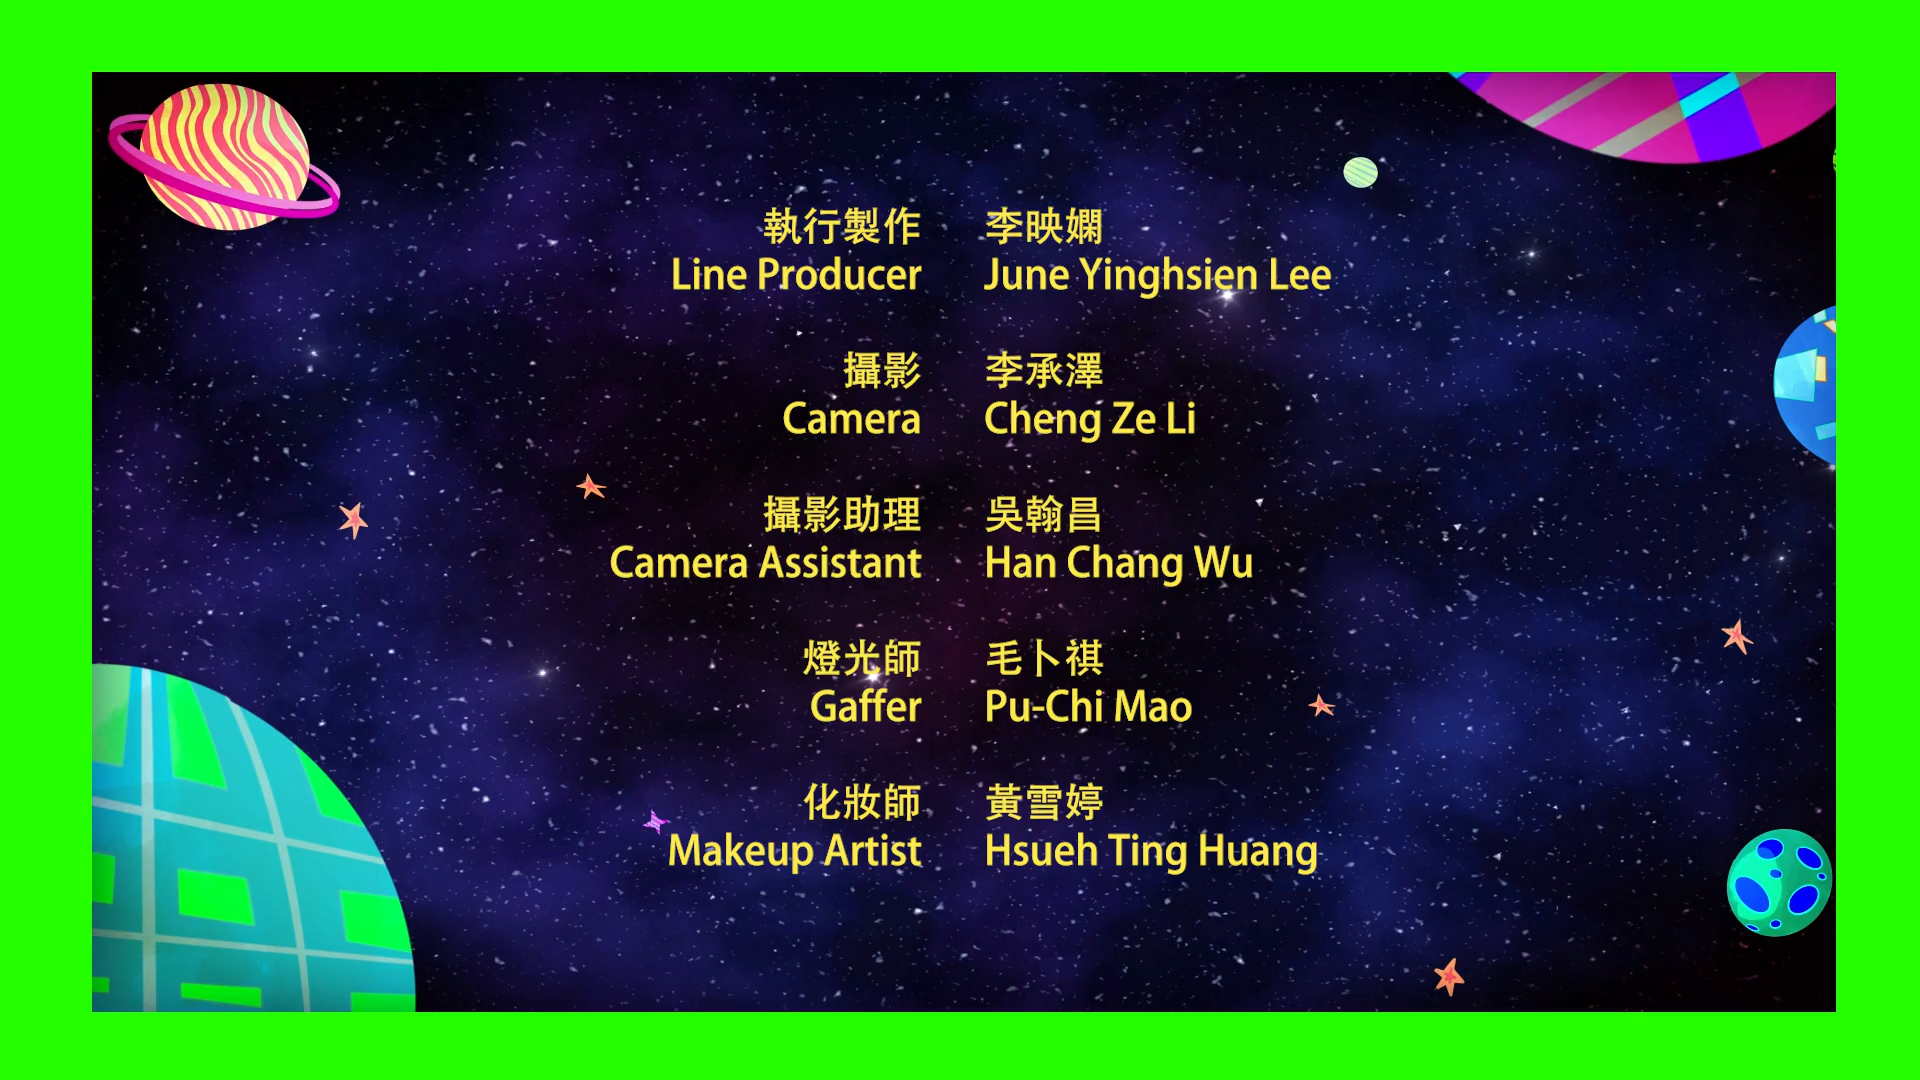 執行製作 李映嫻
Line Producer June Yinghsien Lee
攝影 李承澤
Camera Cheng Ze Li
攝影助理 吳翰昌
Camera Assistant Han Chang Wu
燈光師 毛卜祺
Gaffer Pu-Chi Mao
化妝師 黃雪婷
Makeup Artist Hsueh Ting Huang